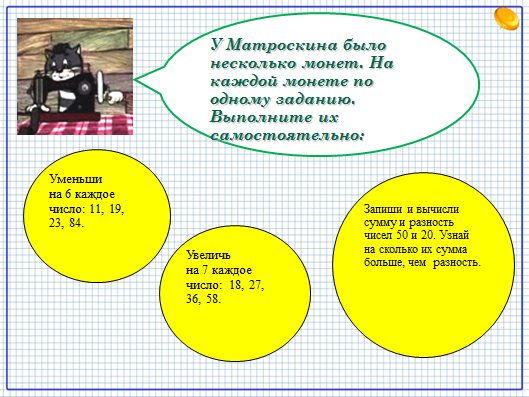 У Матроскина было
несколько монет. На
каждой монете по
одному заданию.
Выполните их
самостоятельно:
Уменьши
на 6 каждое
число: 11, 19,
23, 84.
Увеличь
на 7 каждое
число: 18, 27,
36, 58.
Запиши и вычисли
сумму и разность
чисел 50 и 20. Узнай
на сколько их сумма
больше, чем разность.